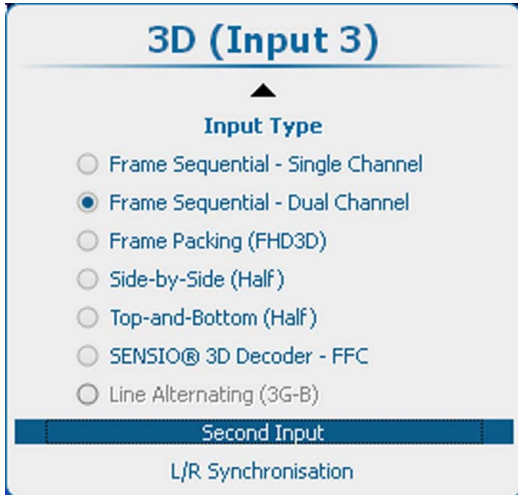 3D (Input 3)
Input Type
Frame Sequential - Single Channel
Frame Sequential - Dual Channel
Frame Packing (FHD3D)
Side-by-Side (Half)
Top-and-Bottom (Half)
SENSIO® 3D Decoder - FFC
Line Alternating (3G-B)
Second Input
L/R Synchronisation